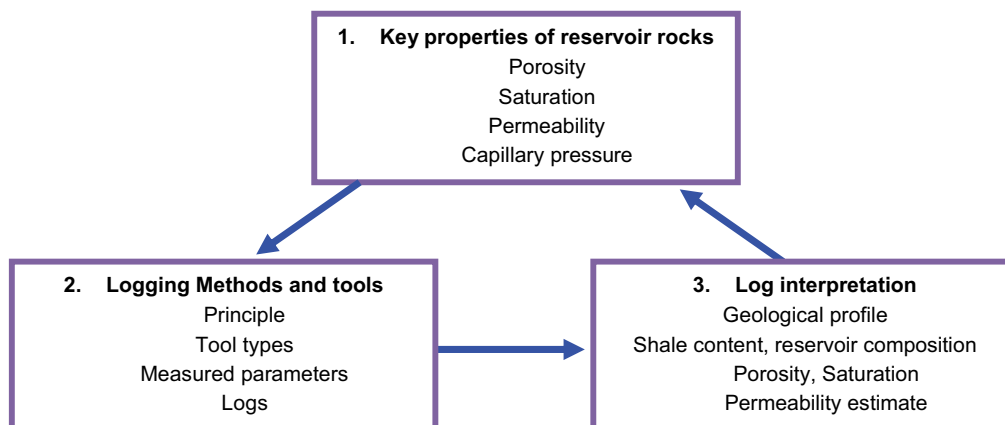 1. Key properties of reservoir rocks
Porosity
Saturation
Permeability
Capillary pressure
2. Logging Methods and tools
Principle
Tool types
Measured parameters
Logs
3. Log interpretation
Geological profile
Shale content, reservoir composition
Porosity, Saturation
Permeability estimate